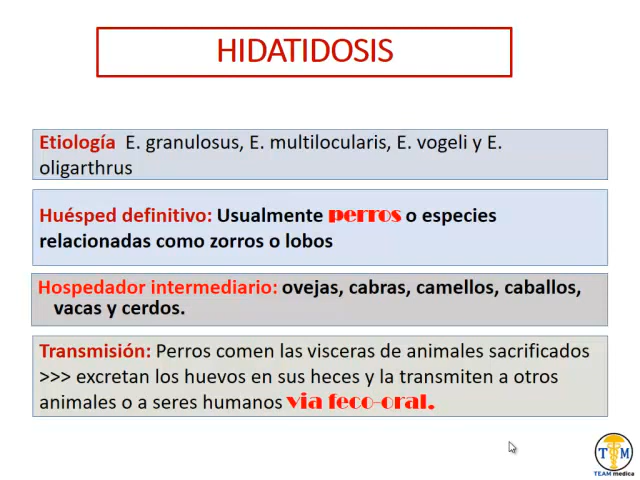 HIDATIDOSIS
Etiología E. granulosus, E. multilocularis, E. vogeli y E.
oligarthrus
Huésped definitivo: Usualmente perros o especies
relacionadas como zorros o lobos
Hospedador intermediario: ovejas, cabras, camellos, caballos,
vacas y cerdos.
Transmisión: Perros comen las visceras de animales sacrificados
>>> excretan los huevos en sus heces y la transmiten a otros
animales o a seres humanos via feco-oral.
T M
TEAM medica